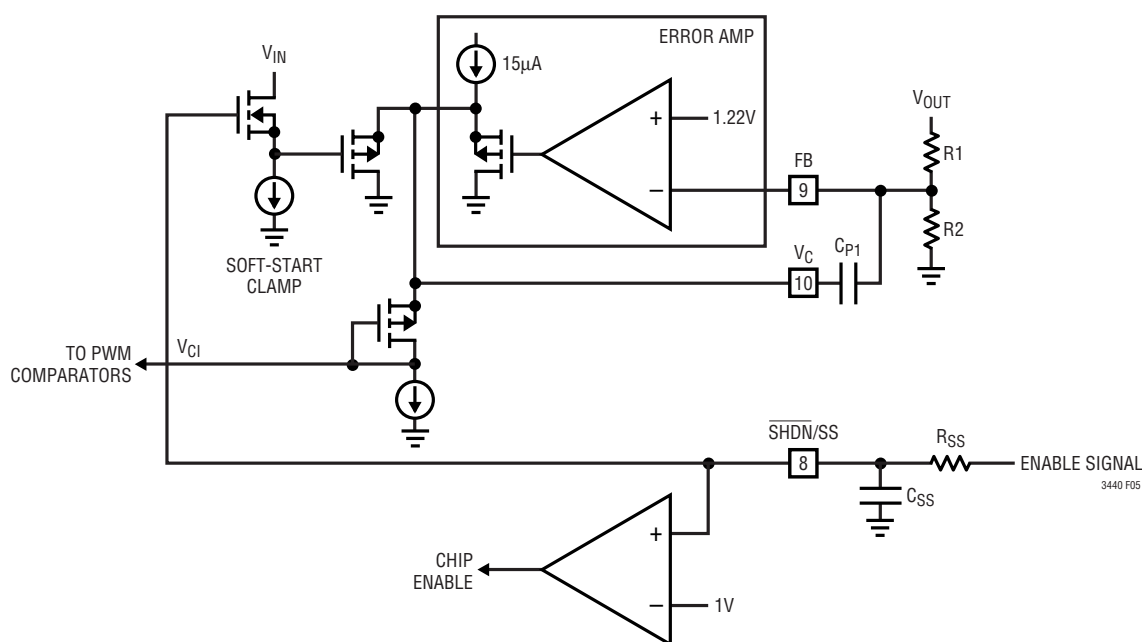 ERROR AMP
V_IN
15µA
V_OUT
1.22V
+
R1
FB
9
−
R2
SOFT-START
CLAMP
V_C
C_P1
10
TO PWM
COMPARATORS
V_CI
SHDN/SS
R_SS
8
ENABLE SIGNAL
3440 F05
C_SS
+
CHIP
ENABLE
−
1V